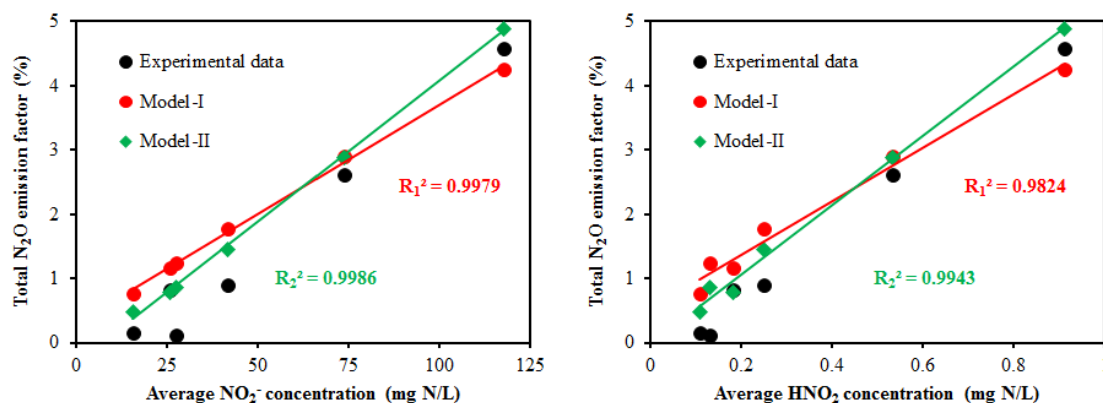 Total N₂O emission factor (%)
5
4
3
2
1
0
Experimental data
Model-I
Model-II
R₁² = 0.9979
R₂² = 0.9986
0
25
50
75
100
125
Average NO₂⁻ concentration (mg N/L)
Total N₂O emission factor (%)
5
4
3
2
1
0
Experimental data
Model-I
Model-II
R₁² = 0.9824
R₂² = 0.9943
0
0.2
0.4
0.6
0.8
Average HNO₂ concentration (mg N/L)